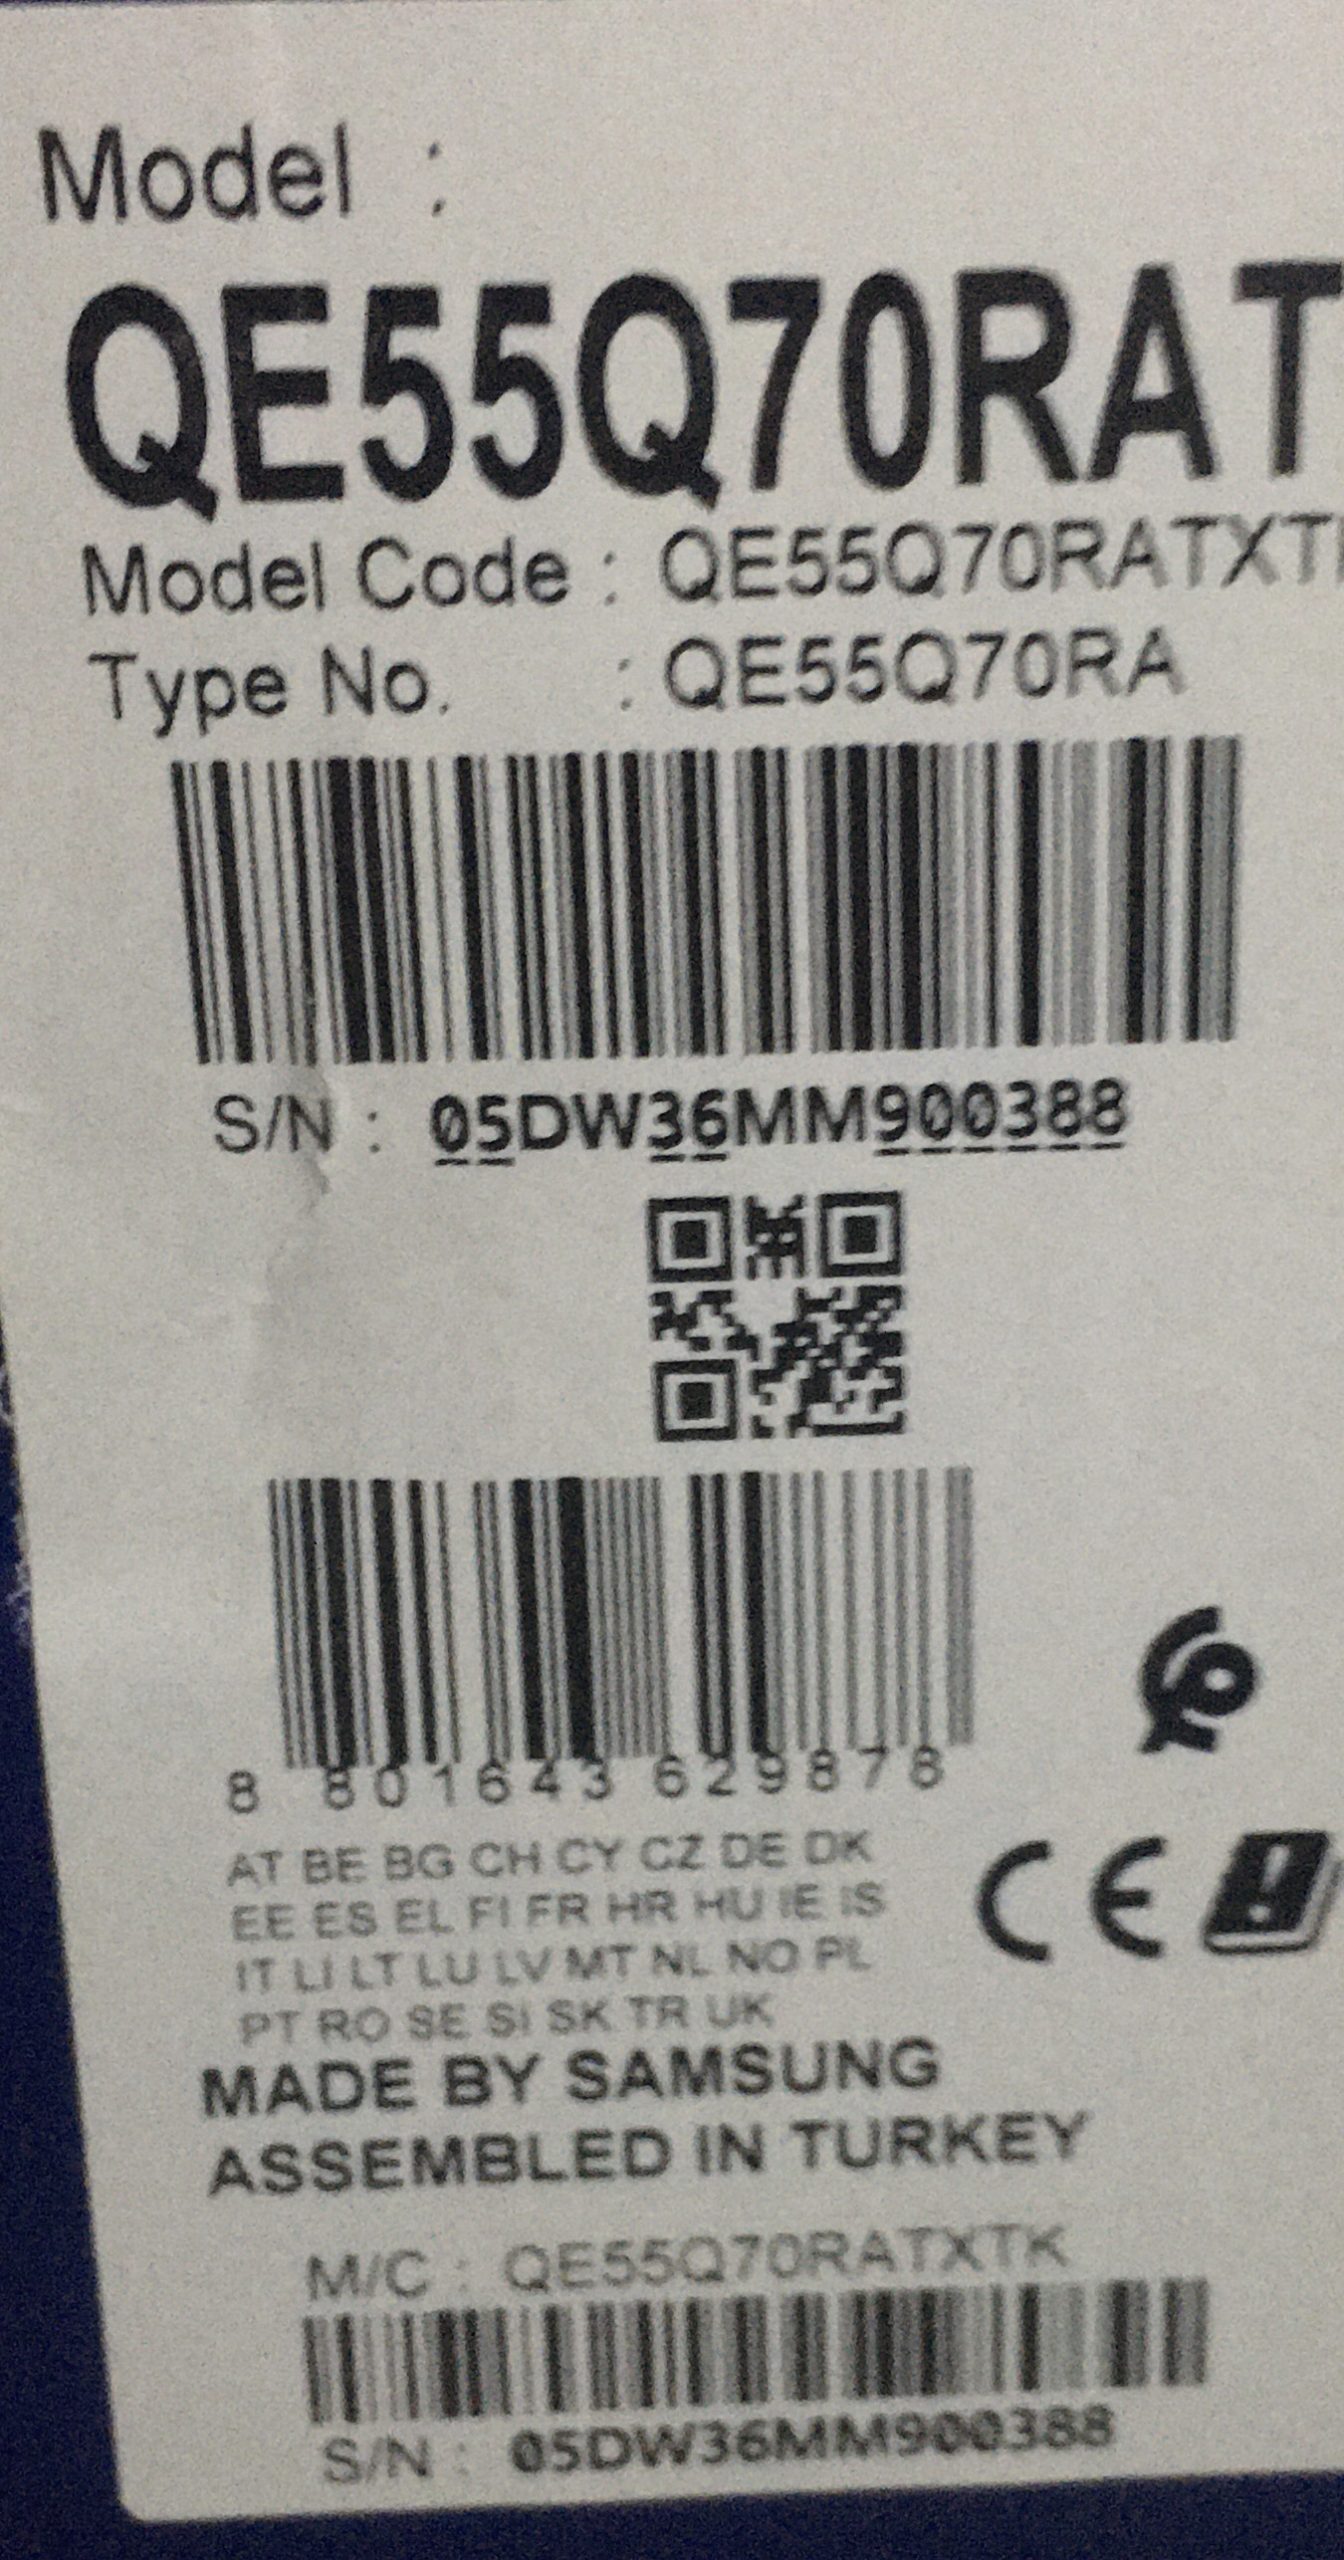 Model :
QE55Q70RAT
Model Code : QE55Q70RATXT
Type No. : QE55Q70RA
S/N : 05DW36MM900388
8 801643 629878
AT BE BG CH CY CZ DE DK
EE ES EL FI FR HR HU IE IS
IT LI LT LU LV MT NL NO PL
PT RO SE SI SK TR UK
CE
MADE BY SAMSUNG
ASSEMBLED IN TURKEY
M/C : QE55Q70RATXTK
S/N : 05DW36MM900388